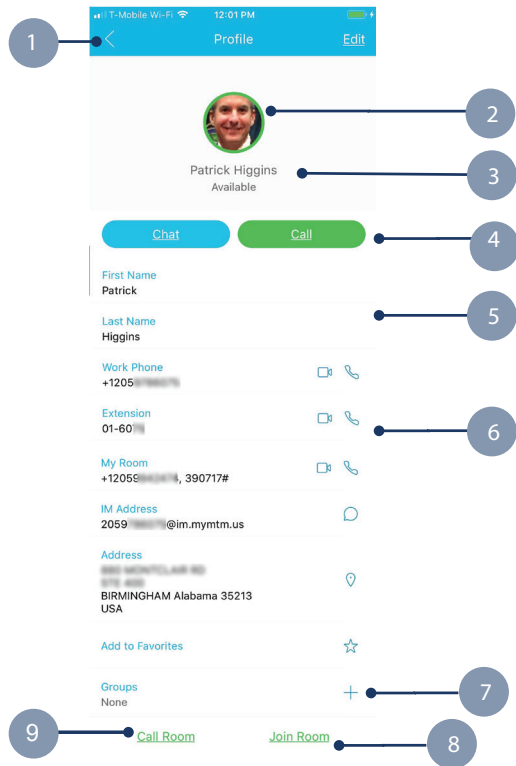 T-Mobile Wi-Fi 12:01 PM
1
Profile
Edit
2
Patrick Higgins
3
Available
Chat
Call
4
First Name
Patrick
5
Last Name
Higgins
Work Phone
+1205
Extension
01-60
6
My Room
+12059 , 390717#
IM Address
2059 @im.mymtm.us
Address
BIRMINGHAM Alabama 35213
USA
Add to Favorites
Groups
None
7
9
Call Room
Join Room
8